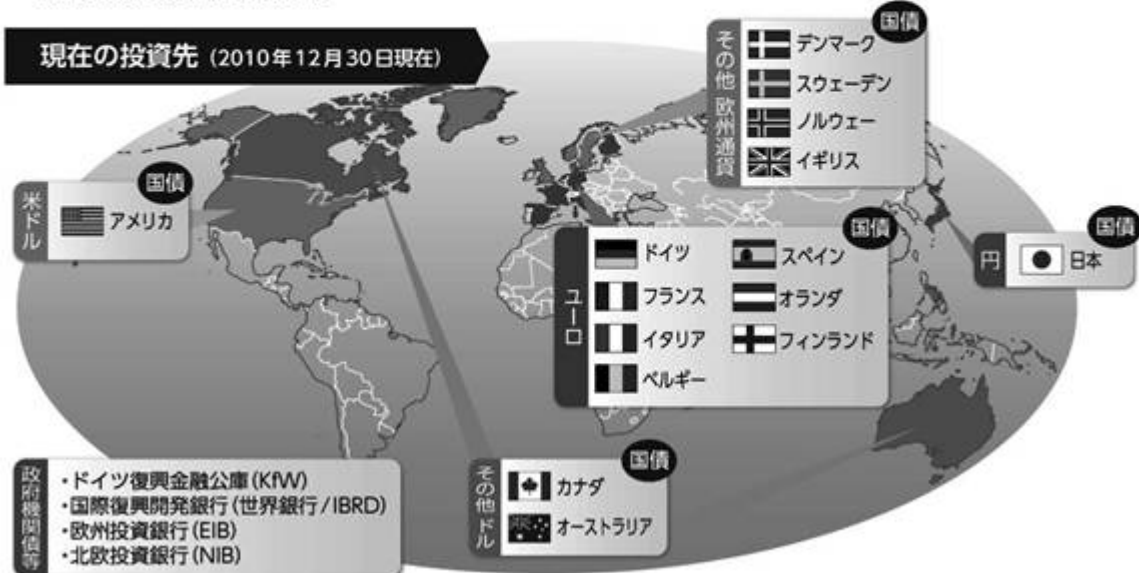 現在の投資先 (2010年12月30日現在)
国債
その他 欧州通貨
デンマーク
スウェーデン
ノルウェー
イギリス
米ドル
国債
アメリカ
ユーロ
国債
ドイツ
スペイン
フランス
オランダ
イタリア
フィンランド
ベルギー
円
国債
日本
政府機関債等
・ドイツ復興金融公庫(KfW)
・国際復興開発銀行(世界銀行/IBRD)
・欧州投資銀行(EIB)
・北欧投資銀行(NIB)
その他ドル
国債
カナダ
オーストラリア